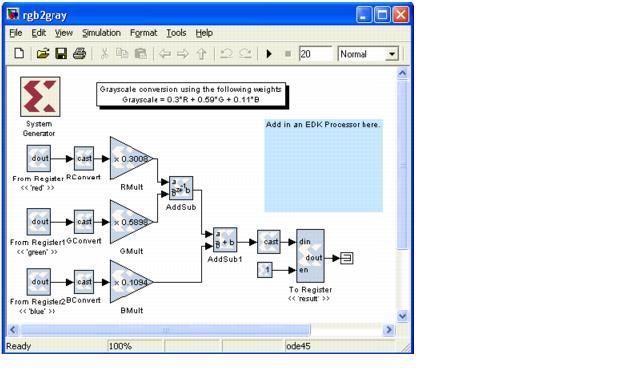 rgb2gray
File Edit View Simulation Format Tools Help
20 Normal
Grayscale conversion using the following weights
Grayscale = 0.3*R + 0.59*G + 0.11*B
System
Generator
Add in an EDK Processor here.
dout cast x 0.3008
From Register RConvert
<< 'red' >>
RMult
a
b
AddSub
dout cast x 0.5898
From Register1 GConvert
<< 'green' >>
GMult
a
a + b
b
AddSub1
cast din
dout
1 en
To Register
<< 'result' >>
dout cast x 0.1094
From Register2 BConvert
<< 'blue' >>
BMult
Ready 100% ode45